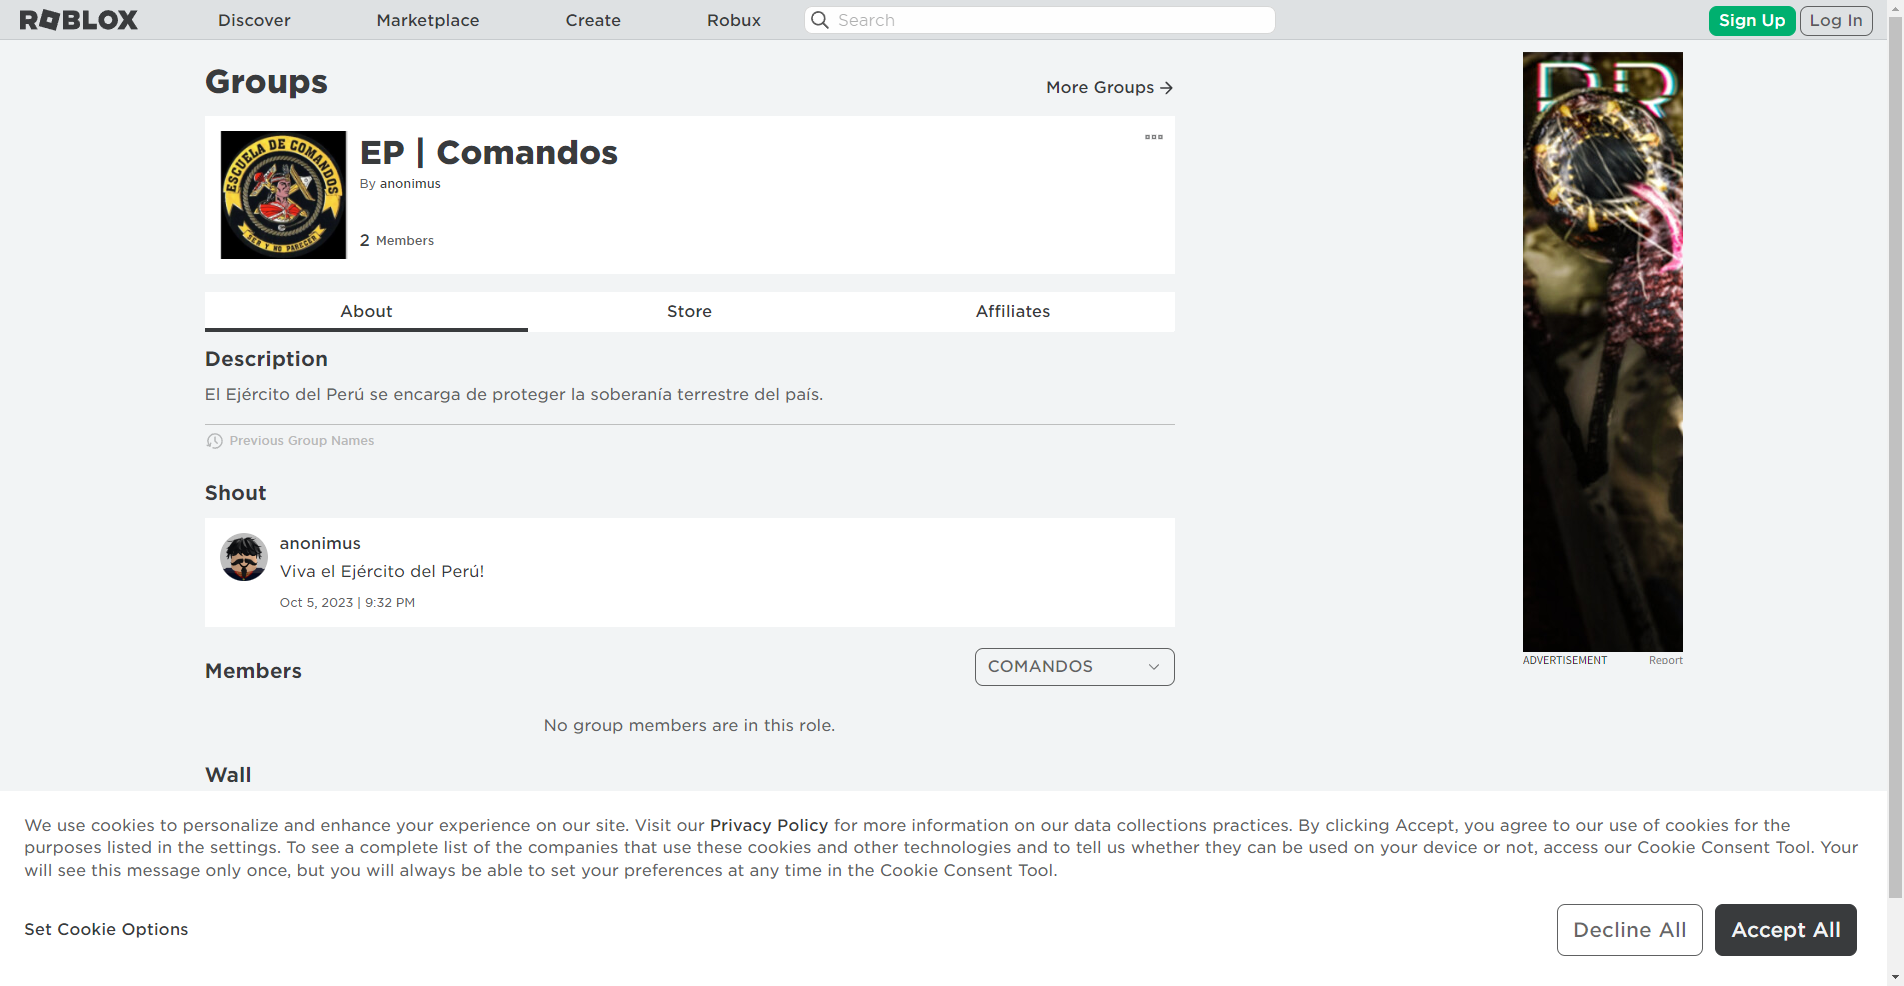 ROBLOX
Discover
Marketplace
Create
Robux
Search
Sign Up
Log In
Groups
More Groups
ESCUELA DE COMANDOS
SER Y NO PARECER
EP | Comandos
By anonimus
2 Members
About
Store
Affiliates
Description
El Ejército del Perú se encarga de proteger la soberanía terrestre del país.
Previous Group Names
Shout
anonimus
Viva el Ejército del Perú!
Oct 5, 2023 | 9:32 PM
Members
COMANDOS
No group members are in this role.
Wall
ADVERTISEMENT
Report
We use cookies to personalize and enhance your experience on our site. Visit our Privacy Policy for more information on our data collections practices. By clicking Accept, you agree to our use of cookies for the
purposes listed in the settings. To see a complete list of the companies that use these cookies and other technologies and to tell us whether they can be used on your device or not, access our Cookie Consent Tool. Your
will see this message only once, but you will always be able to set your preferences at any time in the Cookie Consent Tool.
Set Cookie Options
Decline All
Accept All